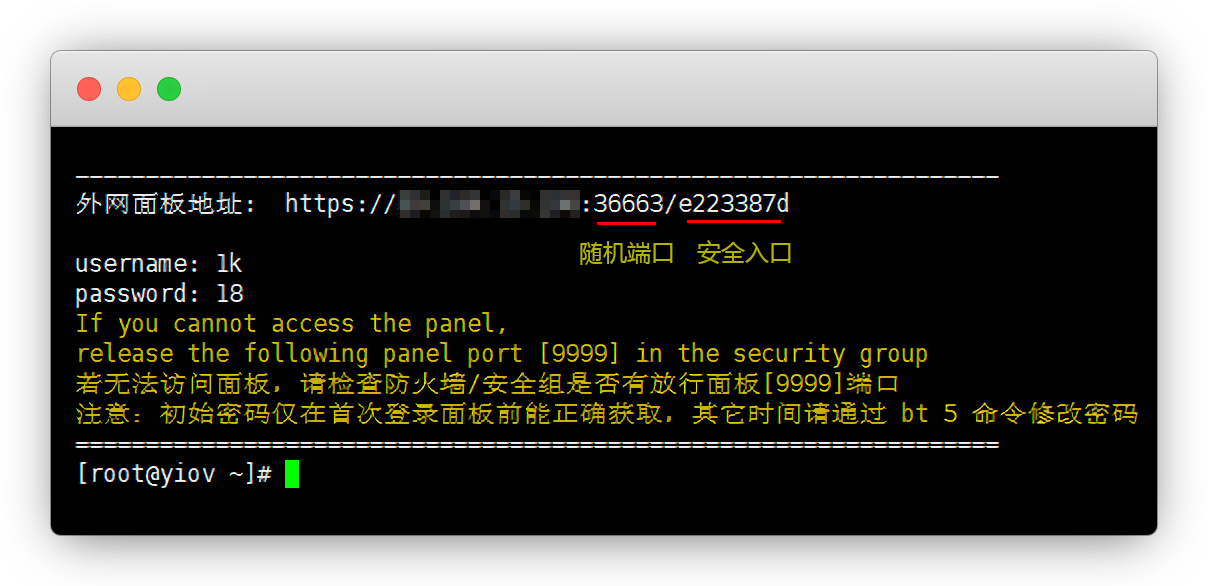 外网面板地址: https://:36663/e223387d
随机端口 安全入口
username: lk
password: l8
If you cannot access the panel,
release the following panel port [9999] in the security group
若无法访问面板，请检查防火墙/安全组是否有放行面板[9999]端口
注意：初始密码仅在首次登录面板前能正确获取，其它时间请通过 bt 5 命令修改密码
==================================================================
[root@yiov ~]#